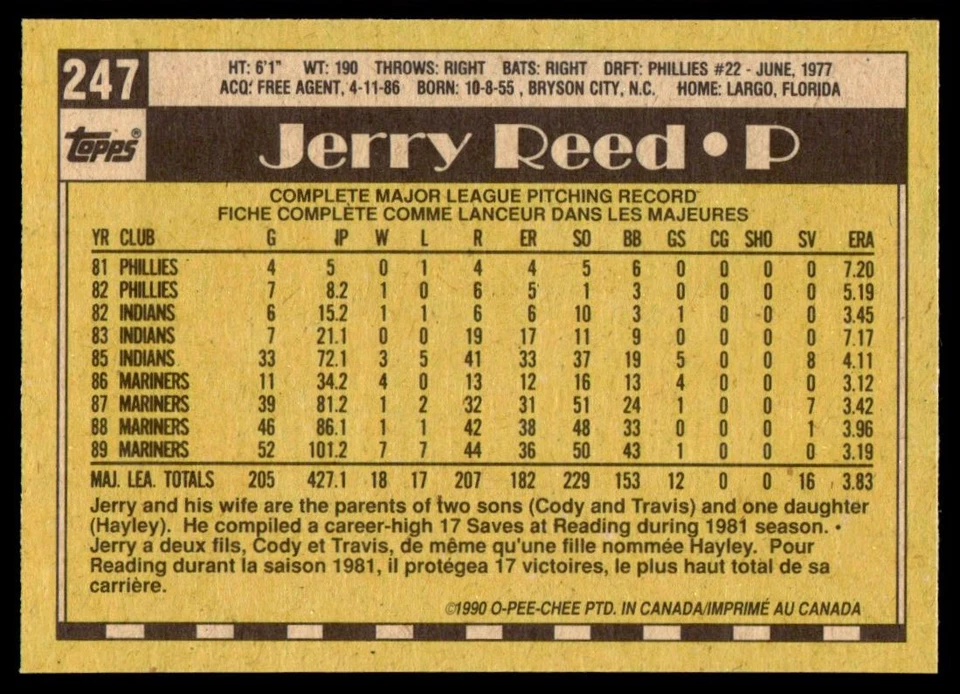 247
HT: 6'1" WT: 190 THROWS: RIGHT BATS: RIGHT DRFT: PHILLIES #22 - JUNE, 1977
ACQ: FREE AGENT, 4-11-86 BORN: 10-8-55 , BRYSON CITY, N.C. HOME: LARGO, FLORIDA
TOPPS®
Jerry Reed • P
COMPLETE MAJOR LEAGUE PITCHING RECORD
FICHE COMPLÈTE COMME LANCEUR DANS LES MAJEURES
YR CLUB G IP W L R ER SO BB GS CG SHO SV ERA
81 PHILLIES 4 5 0 1 4 4 5 6 0 0 0 0 7.20
82 PHILLIES 7 8.2 1 0 6 5 1 3 0 0 0 0 5.19
82 INDIANS 6 15.2 1 1 6 6 10 3 1 0 0 0 3.45
83 INDIANS 7 21.1 0 0 19 17 11 9 0 0 0 0 7.17
85 INDIANS 33 72.1 3 5 41 33 37 19 5 0 0 8 4.11
86 MARINERS 11 34.2 4 0 13 12 16 13 4 0 0 0 3.12
87 MARINERS 39 81.2 1 2 32 31 51 24 1 0 0 7 3.42
88 MARINERS 46 86.1 1 1 42 38 48 33 0 0 0 1 3.96
89 MARINERS 52 101.2 7 7 44 36 50 43 1 0 0 0 3.19
MAJ. LEA. TOTALS 205 427.1 18 17 207 182 229 153 12 0 0 16 3.83
Jerry and his wife are the parents of two sons (Cody and Travis) and one daughter
(Hayley). He compiled a career-high 17 Saves at Reading during 1981 season. •
Jerry a deux fils, Cody et Travis, de même qu'une fille nommée Hayley. Pour
Reading durant la saison 1981, il protégea 17 victoires, le plus haut total de sa
carrière.
©1990 O-PEE-CHEE PTD. IN CANADA/IMPRIMÉ AU CANADA